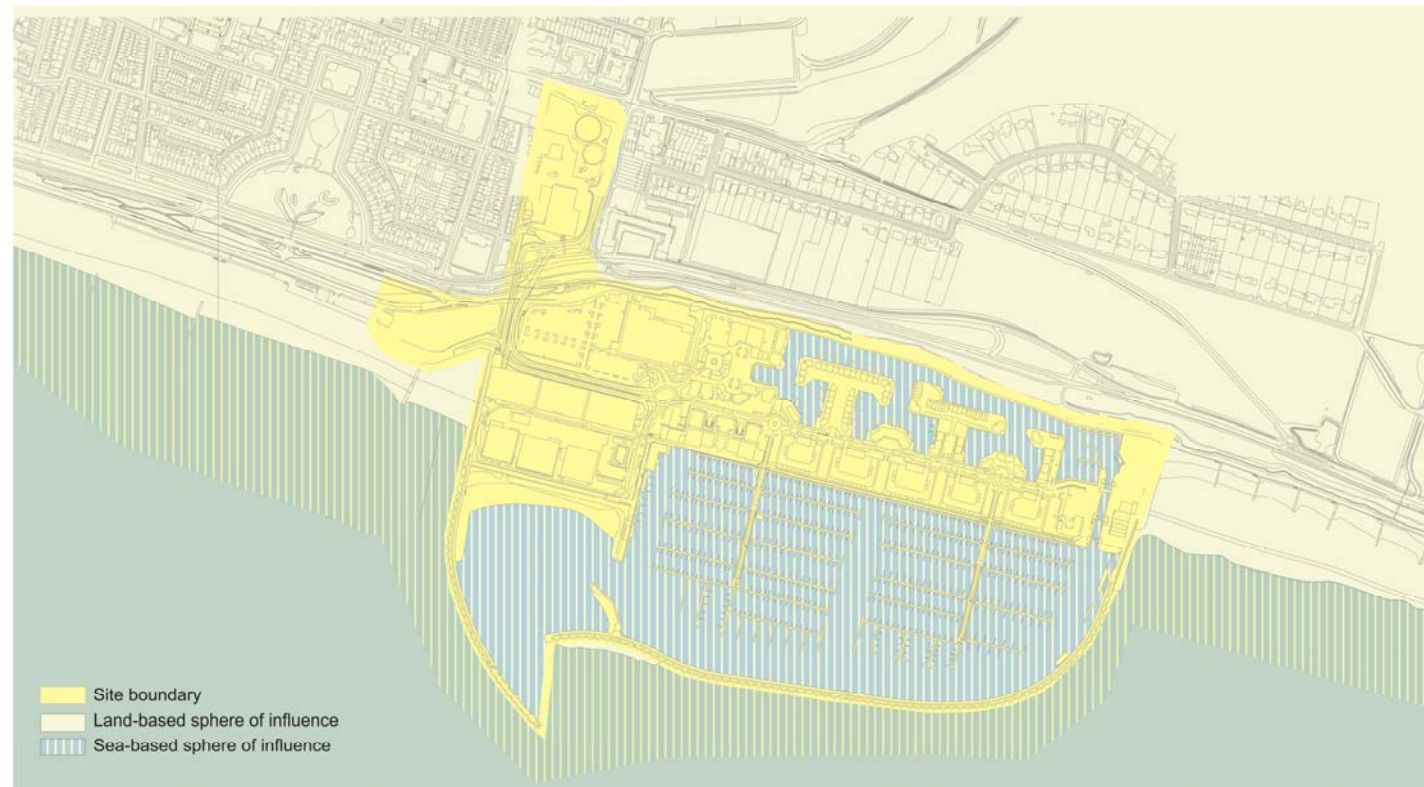 Site boundary
Land-based sphere of influence
Sea-based sphere of influence